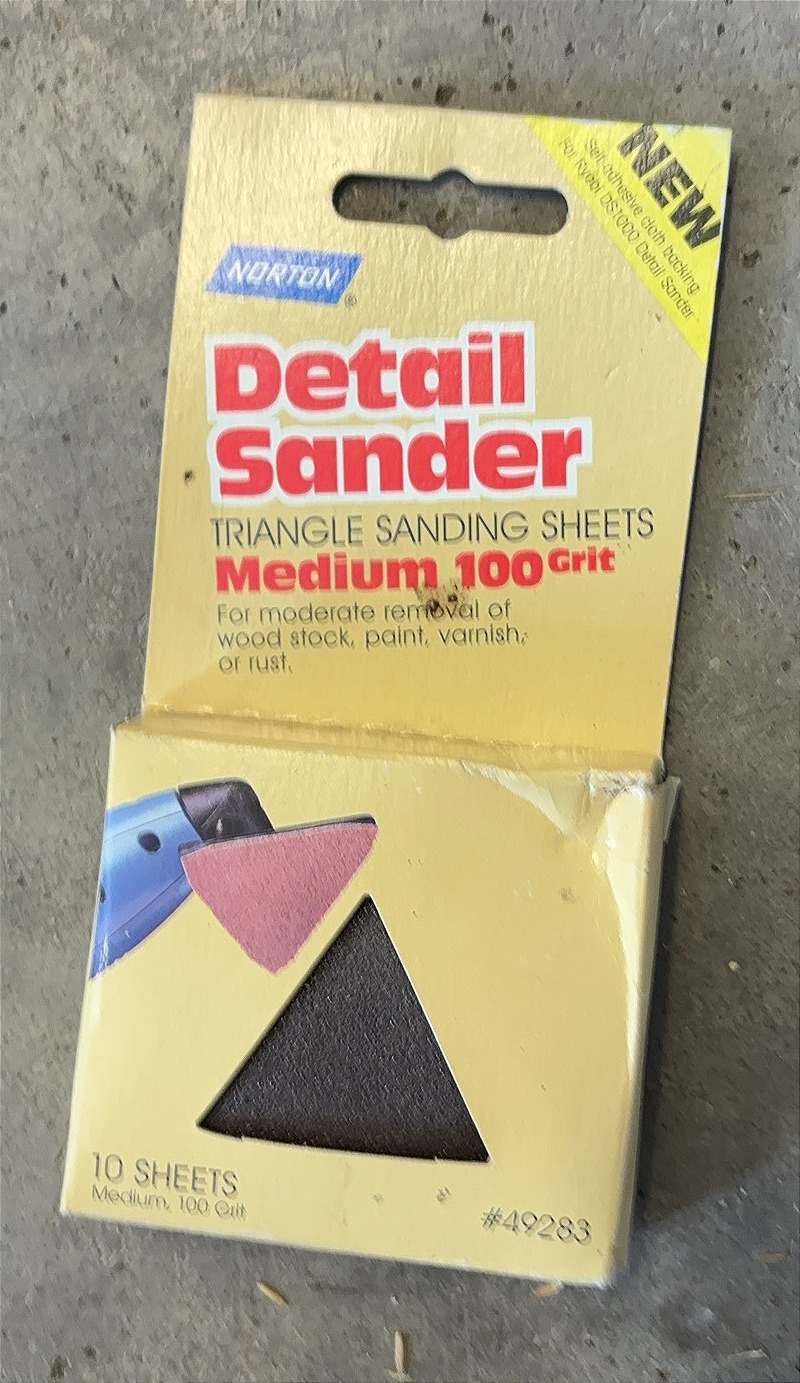 NEW
Self-adhesive cloth backing
For Ryobi DS1000 Detail Sander
NORTON®
Detail
Sander
TRIANGLE SANDING SHEETS
Medium 100 Grit
For moderate removal of
wood stock, paint, varnish,
or rust.
10 SHEETS
Medium, 100 Grit
#49283